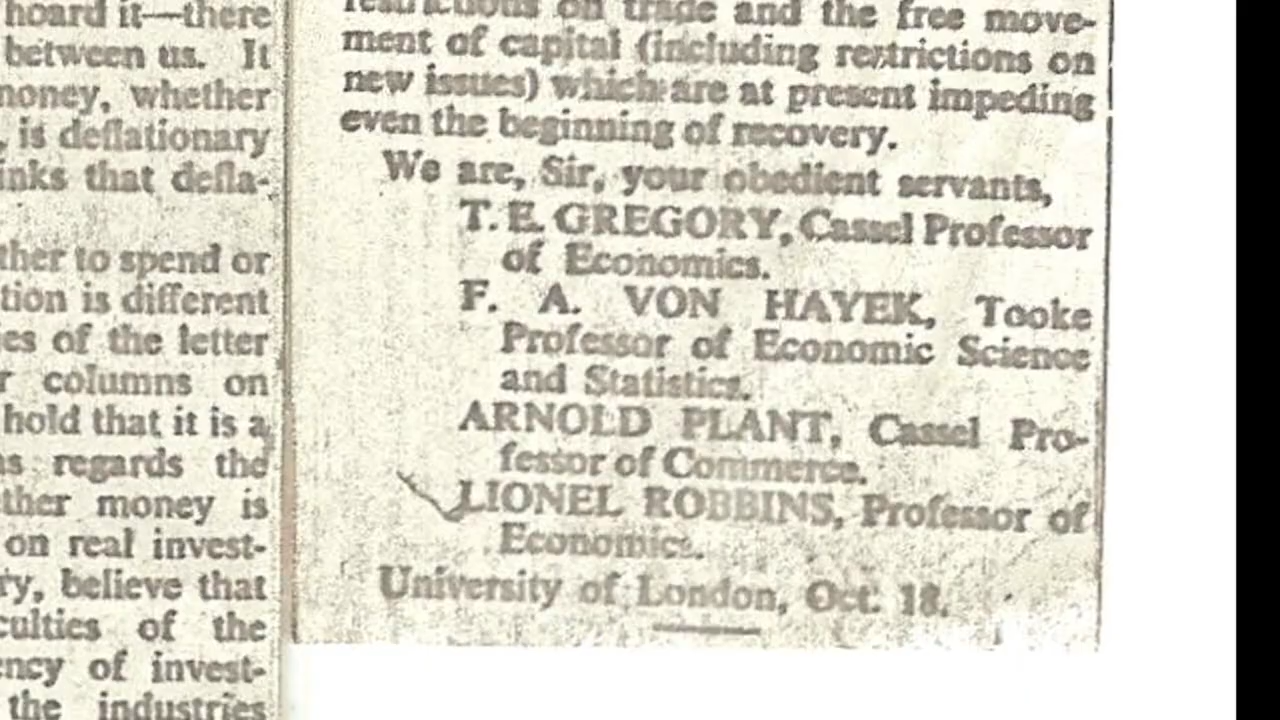 hoard it—there
between us. It
money, whether
, is deflationary
inks that defla-
ther to spend or
tion is different
es of the letter
r columns on
hold that it is a
as regards the
ther money is
on real invest-
ry, believe that
culties of the
ency of invest-
the industries
restrictions on trade and the free move-
ment of capital (including restrictions on
new issues) which are at present impeding
even the beginning of recovery.
We are, Sir, your obedient servants,
T. E. GREGORY, Cassel Professor
of Economics.
F. A. VON HAYEK, Tooke
Professor of Economic Science
and Statistics.
ARNOLD PLANT, Cassel Pro-
fessor of Commerce.
LIONEL ROBBINS, Professor of
Economics.
University of London, Oct. 18.